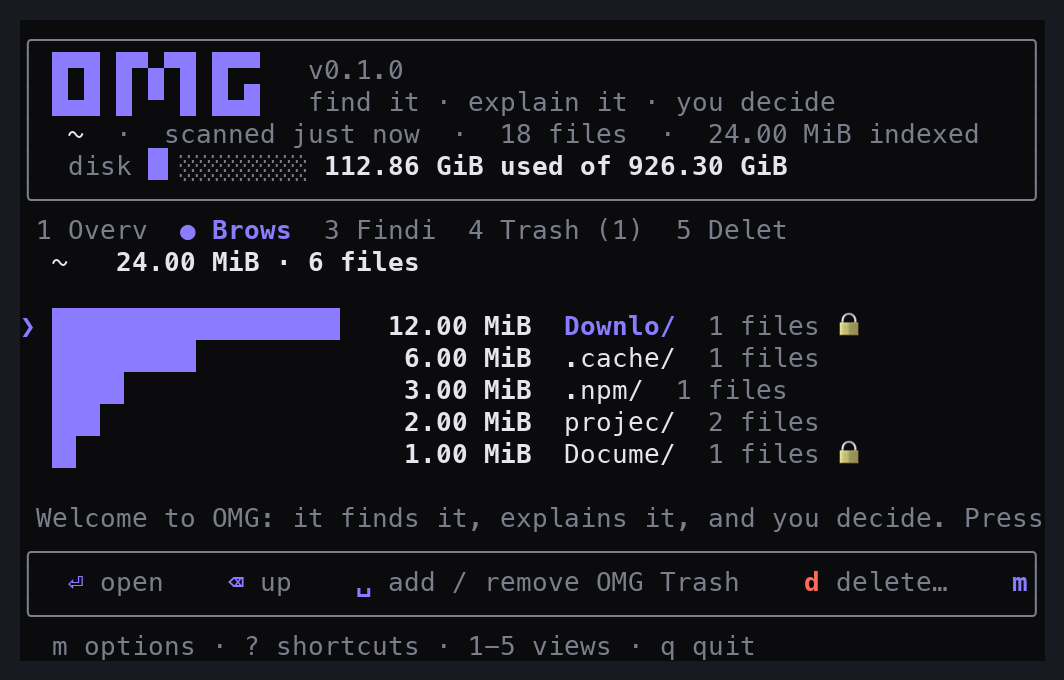 OMG v0.1.0
find it · explain it · you decide
~ · scanned just now · 18 files · 24.00 MiB indexed
disk 112.86 GiB used of 926.30 GiB
1 Overv ● Brows 3 Findi 4 Trash (1) 5 Delet
~ 24.00 MiB · 6 files
❯ 12.00 MiB Downlo/ 1 files 🔒
6.00 MiB .cache/ 1 files
3.00 MiB .npm/ 1 files
2.00 MiB projec/ 2 files
1.00 MiB Docume/ 1 files 🔒
Welcome to OMG: it finds it, explains it, and you decide. Press
⏎ open ⌫ up ␣ add / remove OMG Trash d delete… m
m options · ? shortcuts · 1–5 views · q quit